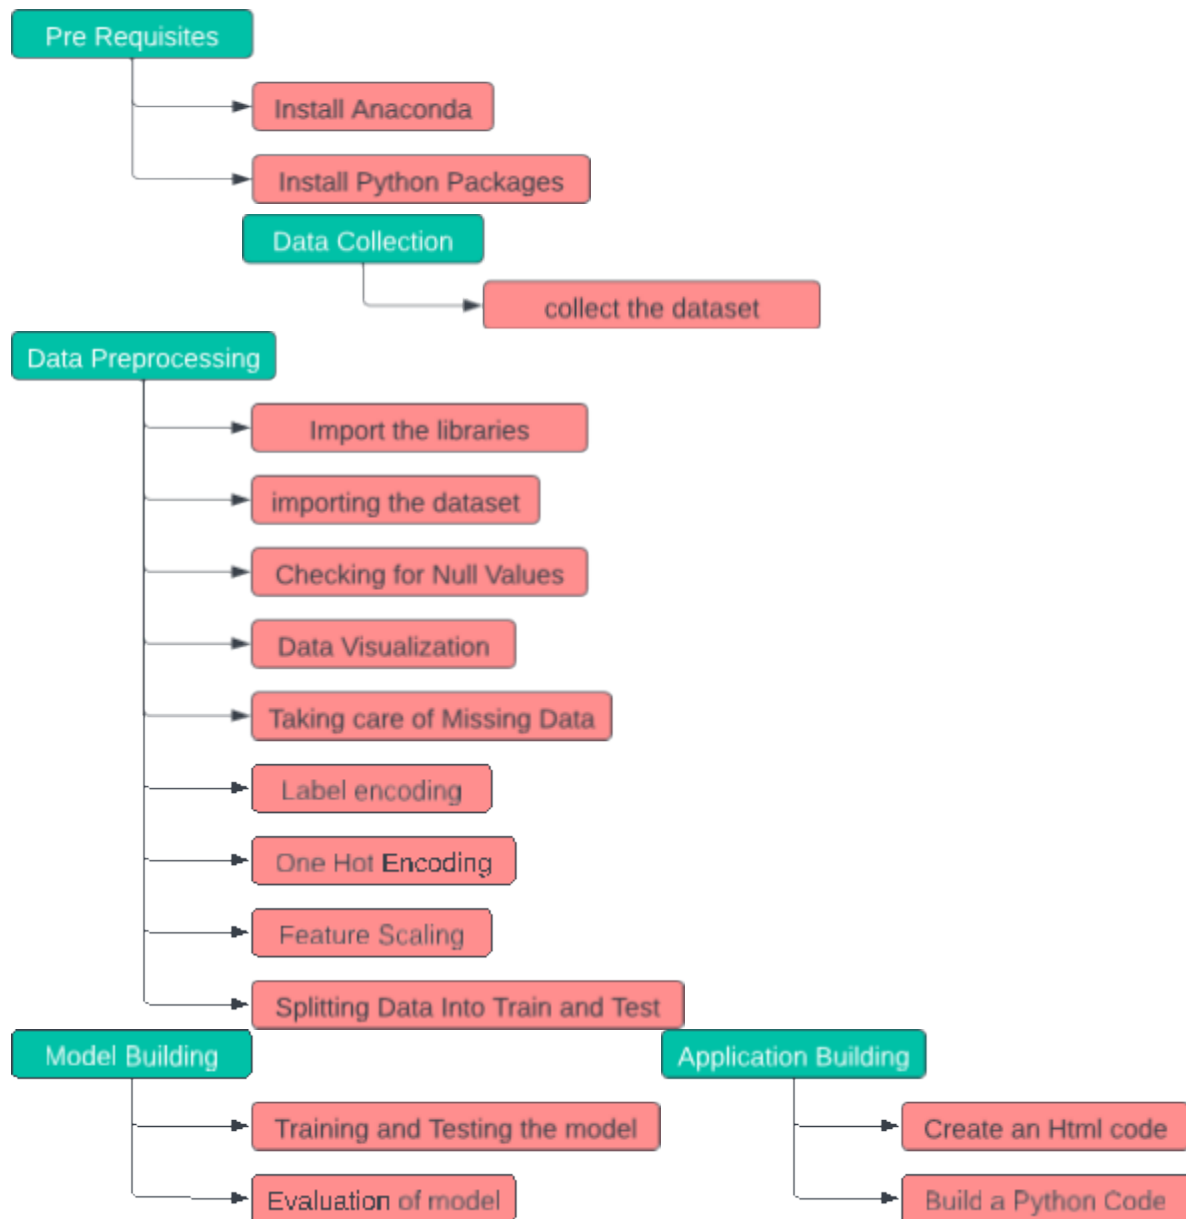 Pre Requisites
Install Anaconda
Install Python Packages
Data Collection
collect the dataset
Data Preprocessing
Import the libraries
importing the dataset
Checking for Null Values
Data Visualization
Taking care of Missing Data
Label encoding
One Hot Encoding
Feature Scaling
Splitting Data Into Train and Test
Model Building
Training and Testing the model
Evaluation of model
Application Building
Create an Html code
Build a Python Code